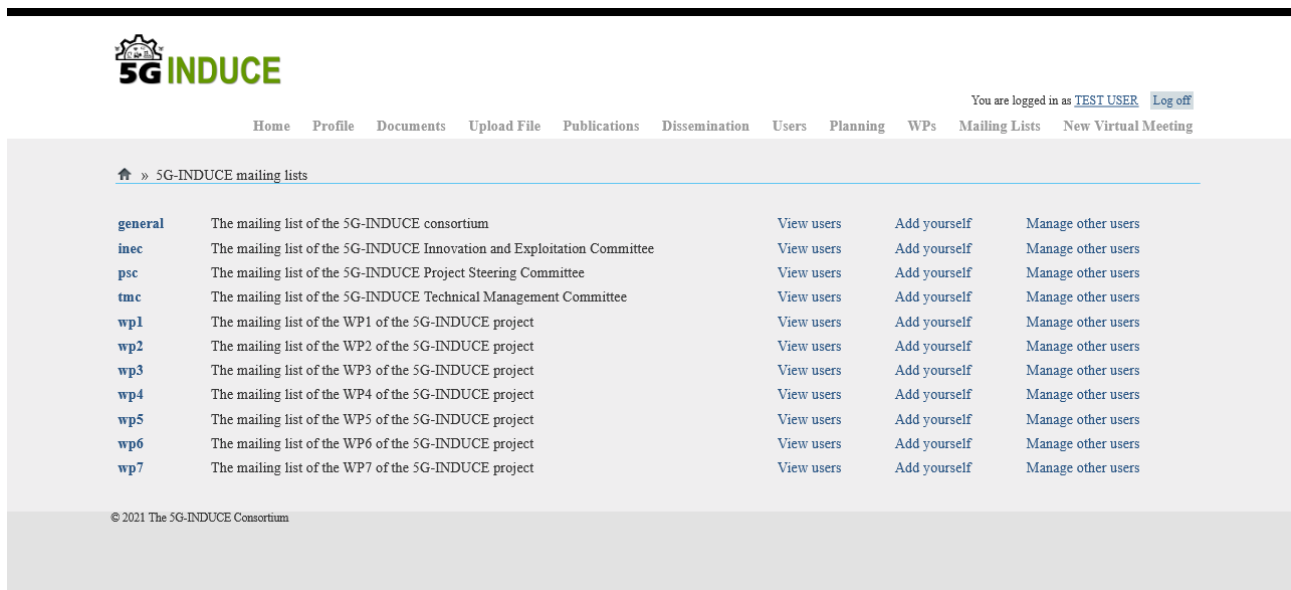 5G INDUCE
You are logged in as TEST USER Log off
Home Profile Documents Upload File Publications Dissemination Users Planning WPs Mailing Lists New Virtual Meeting
» 5G-INDUCE mailing lists
general The mailing list of the 5G-INDUCE consortium View users Add yourself Manage other users
inec The mailing list of the 5G-INDUCE Innovation and Exploitation Committee View users Add yourself Manage other users
psc The mailing list of the 5G-INDUCE Project Steering Committee View users Add yourself Manage other users
tmc The mailing list of the 5G-INDUCE Technical Management Committee View users Add yourself Manage other users
wp1 The mailing list of the WP1 of the 5G-INDUCE project View users Add yourself Manage other users
wp2 The mailing list of the WP2 of the 5G-INDUCE project View users Add yourself Manage other users
wp3 The mailing list of the WP3 of the 5G-INDUCE project View users Add yourself Manage other users
wp4 The mailing list of the WP4 of the 5G-INDUCE project View users Add yourself Manage other users
wp5 The mailing list of the WP5 of the 5G-INDUCE project View users Add yourself Manage other users
wp6 The mailing list of the WP6 of the 5G-INDUCE project View users Add yourself Manage other users
wp7 The mailing list of the WP7 of the 5G-INDUCE project View users Add yourself Manage other users
© 2021 The 5G-INDUCE Consortium